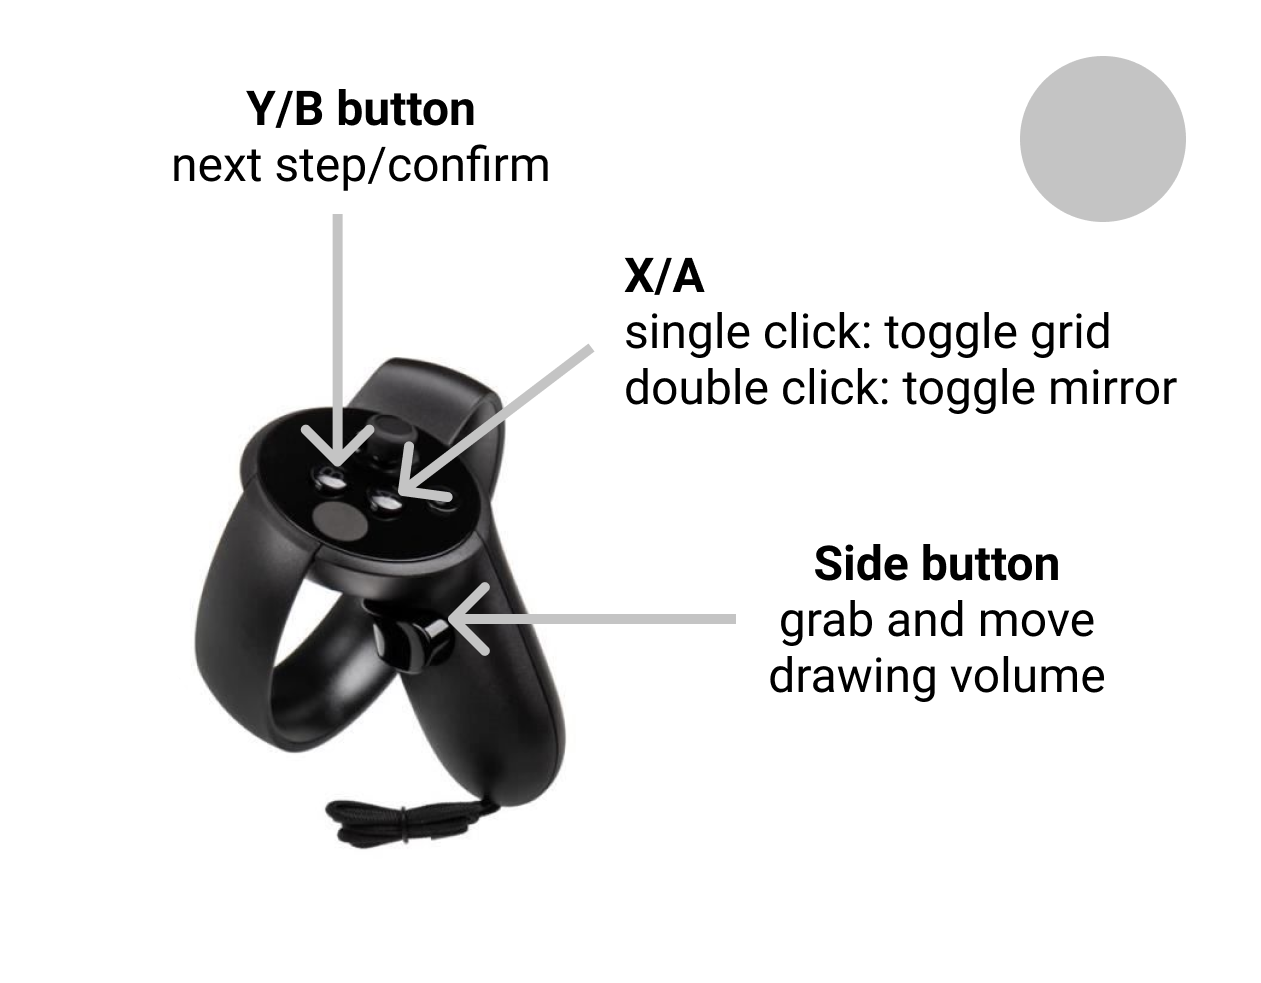 Y/B button
next step/confirm
X/A
single click: toggle grid
double click: toggle mirror
Side button
grab and move
drawing volume